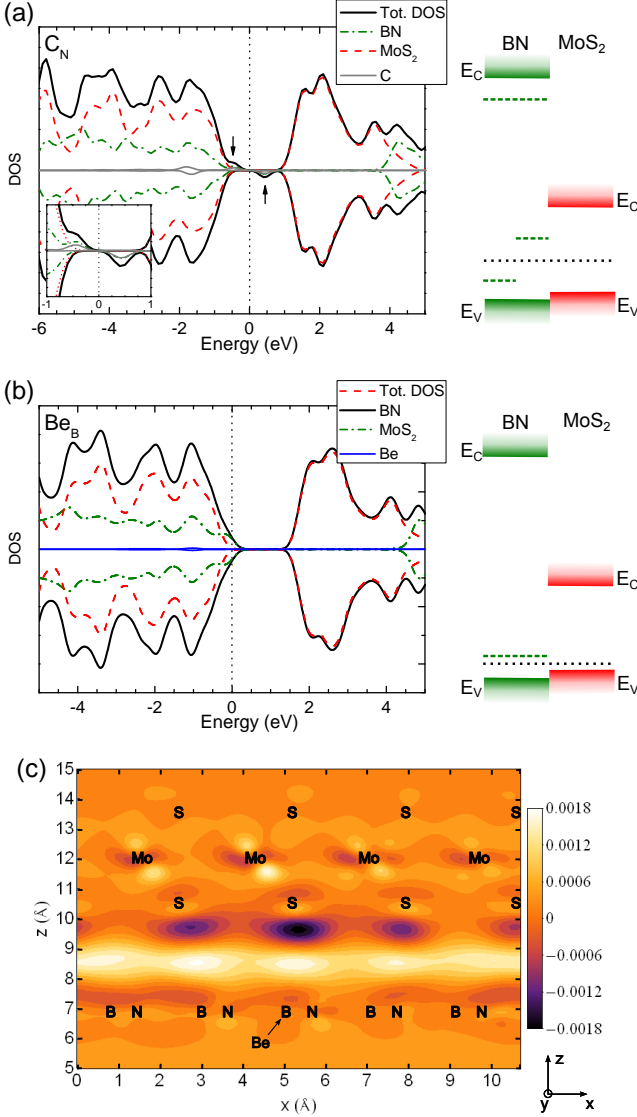 (a)
C_N
Tot. DOS
BN
MoS₂
C
DOS
-1 0 1
-6 -4 -2 0 2 4
Energy (eV)
BN MoS₂
E_C
E_C
E_V
E_V
(b)
Be_B
Tot. DOS
BN
MoS₂
Be
DOS
-4 -2 0 2 4
Energy (eV)
BN MoS₂
E_C
E_C
E_V
E_V
(c)
15
14
13
12
11
10
9
8
7
6
5
z (Å)
S S S S
Mo Mo Mo Mo
S S S S
B N B N B N B N B N
Be
0 1 2 3 4 5 6 7 8 9 10
x (Å)
0.0018
0.0012
0.0006
0
−0.0006
−0.0012
−0.0018
z
y x